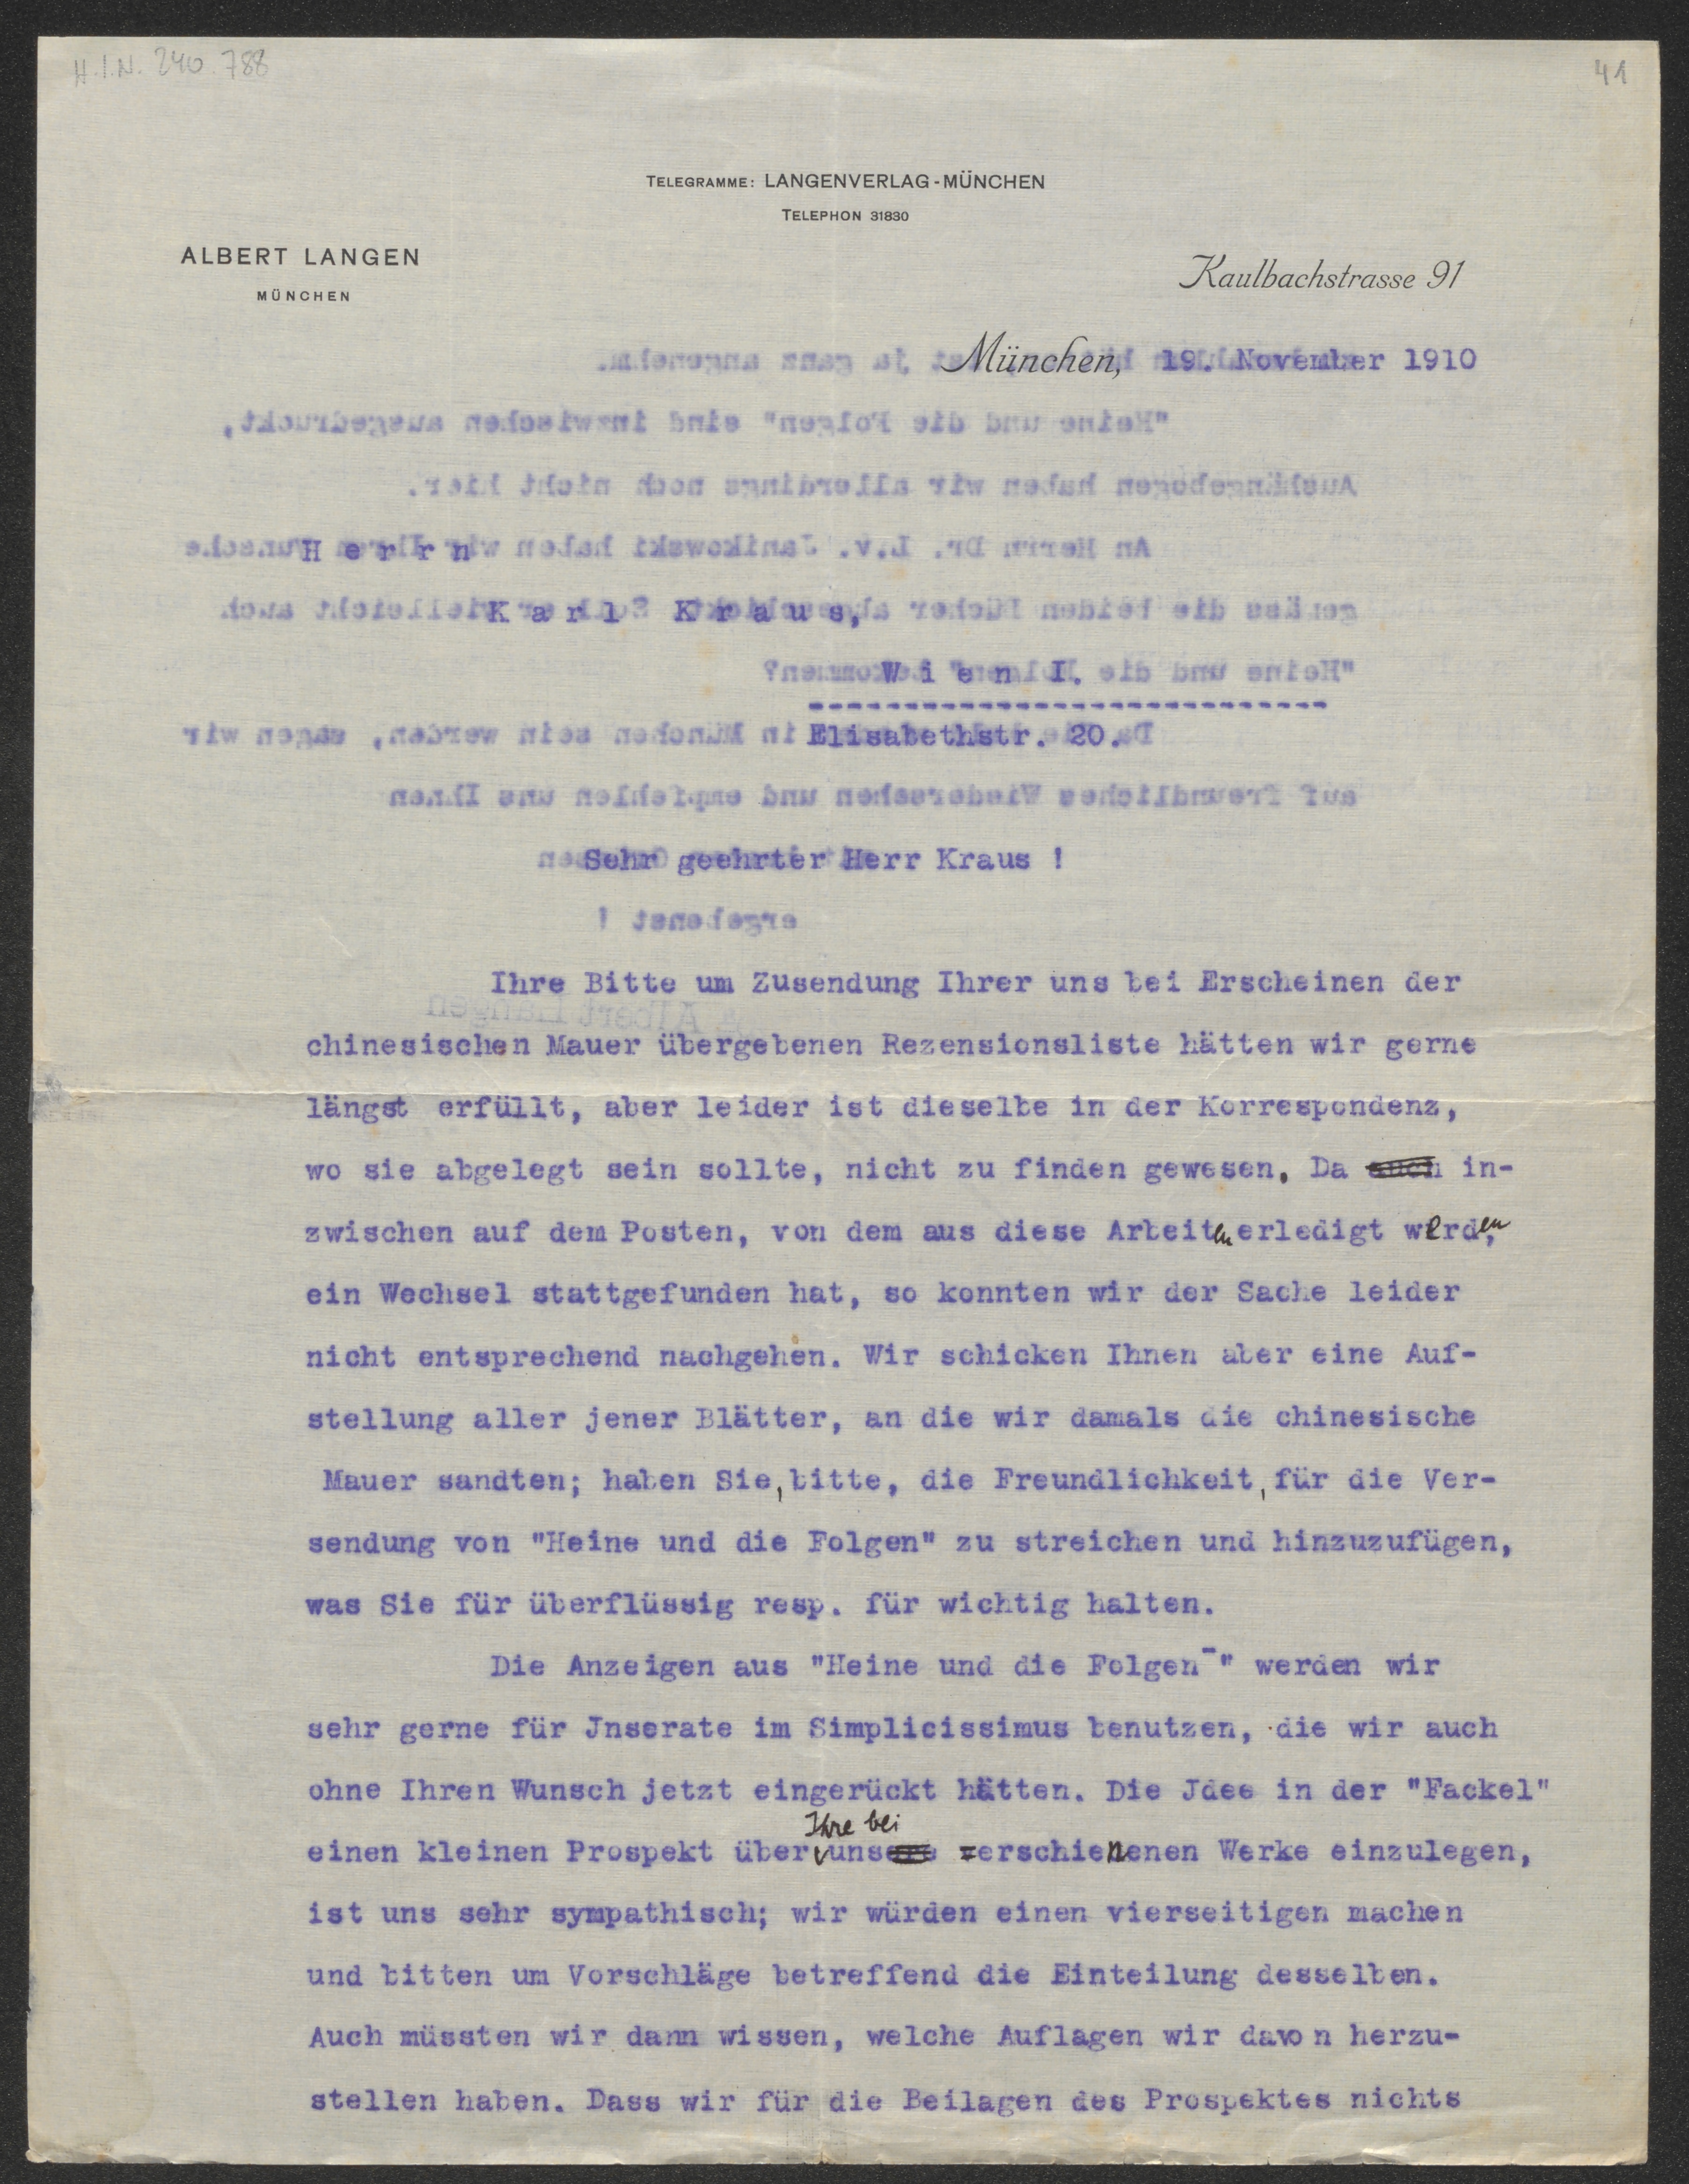 H.I.N. 240.788
41
TELEGRAMME: LANGENVERLAG-MÜNCHEN
TELEPHON 31830
ALBERT LANGEN
MÜNCHEN
Kaulbachstrasse 91
München, 19. November 1910
Herrn
Karl Kraus,
Wien I.
Elisabethstr. 20.
Sehr geehrter Herr Kraus !
Ihre Bitte um Zusendung Ihrer uns bei Erscheinen der
chinesischen Mauer übergebenen Rezensionsliste hätten wir gerne
längst erfüllt, aber leider ist dieselbe in der Korrespondenz,
wo sie abgelegt sein sollte, nicht zu finden gewesen. Da auch in-
zwischen auf dem Posten, von dem aus diese Arbeiten erledigt werden,
ein Wechsel stattgefunden hat, so konnten wir der Sache leider
nicht entsprechend nachgehen. Wir schicken Ihnen aber eine Auf-
stellung aller jener Blätter, an die wir damals die chinesische
Mauer sandten; haben Sie, bitte, die Freundlichkeit, für die Ver-
sendung von "Heine und die Folgen" zu streichen und hinzuzufügen,
was Sie für überflüssig resp. für wichtig halten.
Die Anzeigen aus "Heine und die Folgen-" werden wir
sehr gerne für Jnserate im Simplicissimus benutzen, die wir auch
ohne Ihren Wunsch jetzt eingerückt hätten. Die Jdee in der "Fackel"
Ihre bei
einen kleinen Prospekt über unsere erschienenen Werke einzulegen,
ist uns sehr sympathisch; wir würden einen vierseitigen machen
und bitten um Vorschläge betreffend die Einteilung desselben.
Auch müssten wir dann wissen, welche Auflagen wir davon herzu-
stellen haben. Dass wir für die Beilagen des Prospektes nichts